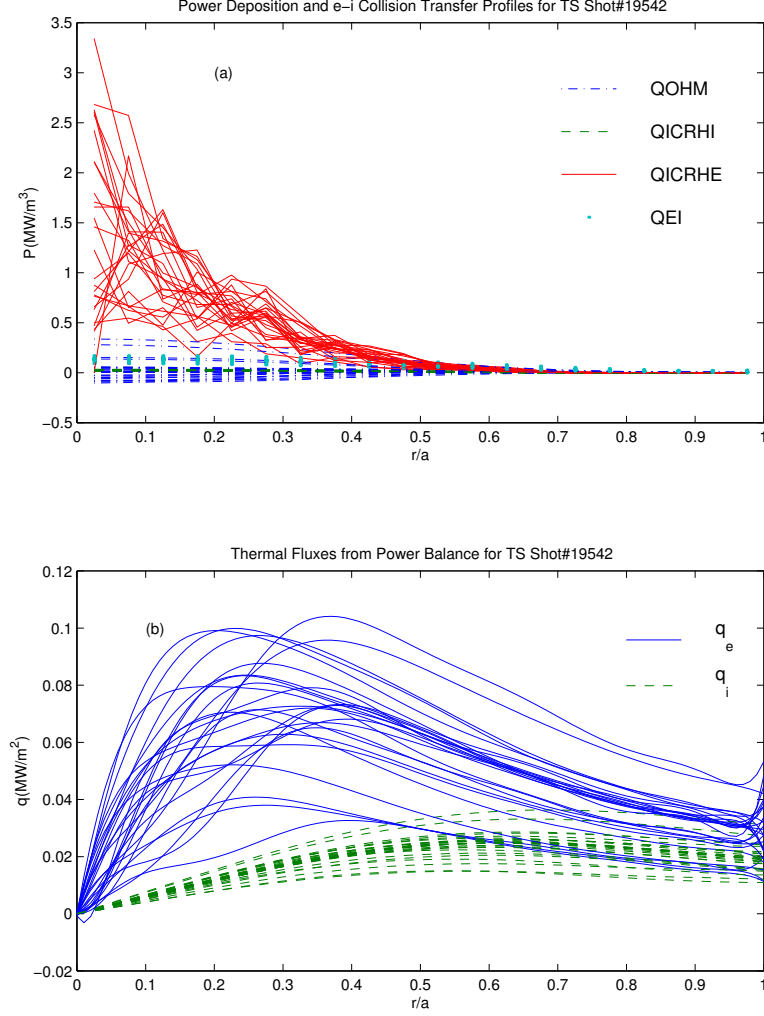 Power Deposition and e−i Collision Transfer Profiles for TS Shot#19542
(a)
QOHM
QICRHI
QICRHE
QEI
P(MW/m³)
3.5
3
2.5
2
1.5
1
0.5
0
−0.5
0 0.1 0.2 0.3 0.4 0.5 0.6 0.7 0.8 0.9 1
r/a
Thermal Fluxes from Power Balance for TS Shot#19542
(b)
q_e
q_i
q(MW/m²)
0.12
0.1
0.08
0.06
0.04
0.02
0
−0.02
0 0.1 0.2 0.3 0.4 0.5 0.6 0.7 0.8 0.9 1
r/a